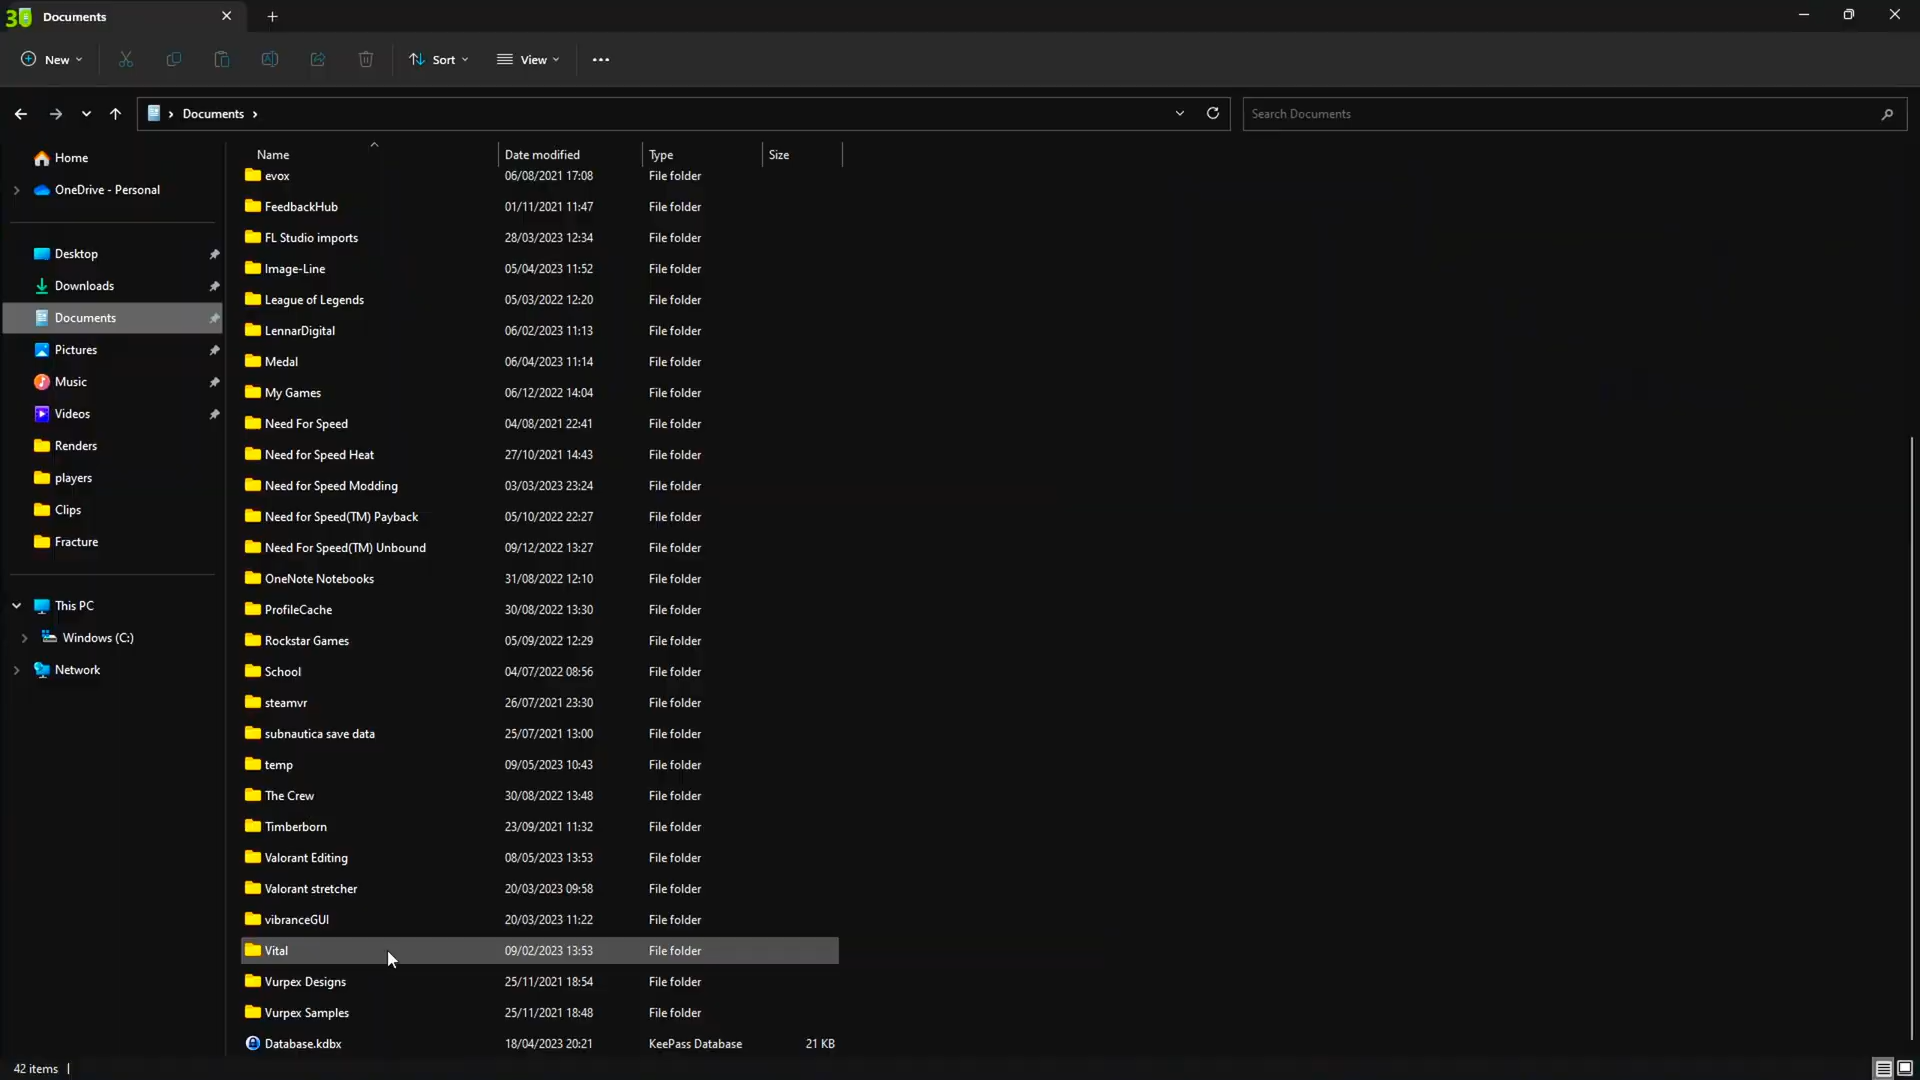 30
Documents
New Sort View
Documents
Search Documents
Name Date modified Type Size
Home
OneDrive - Personal
Desktop
Downloads
Documents
Pictures
Music
Videos
Renders
players
Clips
Fracture
This PC
Windows (C:)
Network
evox 06/08/2021 17:08 File folder
FeedbackHub 01/11/2021 11:47 File folder
FL Studio imports 28/03/2023 12:34 File folder
Image-Line 05/04/2023 11:52 File folder
League of Legends 05/03/2022 12:20 File folder
LennarDigital 06/02/2023 11:13 File folder
Medal 06/04/2023 11:14 File folder
My Games 06/12/2022 14:04 File folder
Need For Speed 04/08/2021 22:41 File folder
Need for Speed Heat 27/10/2021 14:43 File folder
Need for Speed Modding 03/03/2023 23:24 File folder
Need for Speed(TM) Payback 05/10/2022 22:27 File folder
Need For Speed(TM) Unbound 09/12/2022 13:27 File folder
OneNote Notebooks 31/08/2022 12:10 File folder
ProfileCache 30/08/2022 13:30 File folder
Rockstar Games 05/09/2022 12:29 File folder
School 04/07/2022 08:56 File folder
steamvr 26/07/2021 23:30 File folder
subnautica save data 25/07/2021 13:00 File folder
temp 09/05/2023 10:43 File folder
The Crew 30/08/2022 13:48 File folder
Timberborn 23/09/2021 11:32 File folder
Valorant Editing 08/05/2023 13:53 File folder
Valorant stretcher 20/03/2023 09:58 File folder
vibranceGUI 20/03/2023 11:22 File folder
Vital 09/02/2023 13:53 File folder
Vurpex Designs 25/11/2021 18:54 File folder
Vurpex Samples 25/11/2021 18:48 File folder
Database.kdbx 18/04/2023 20:21 KeePass Database 21 KB
42 items